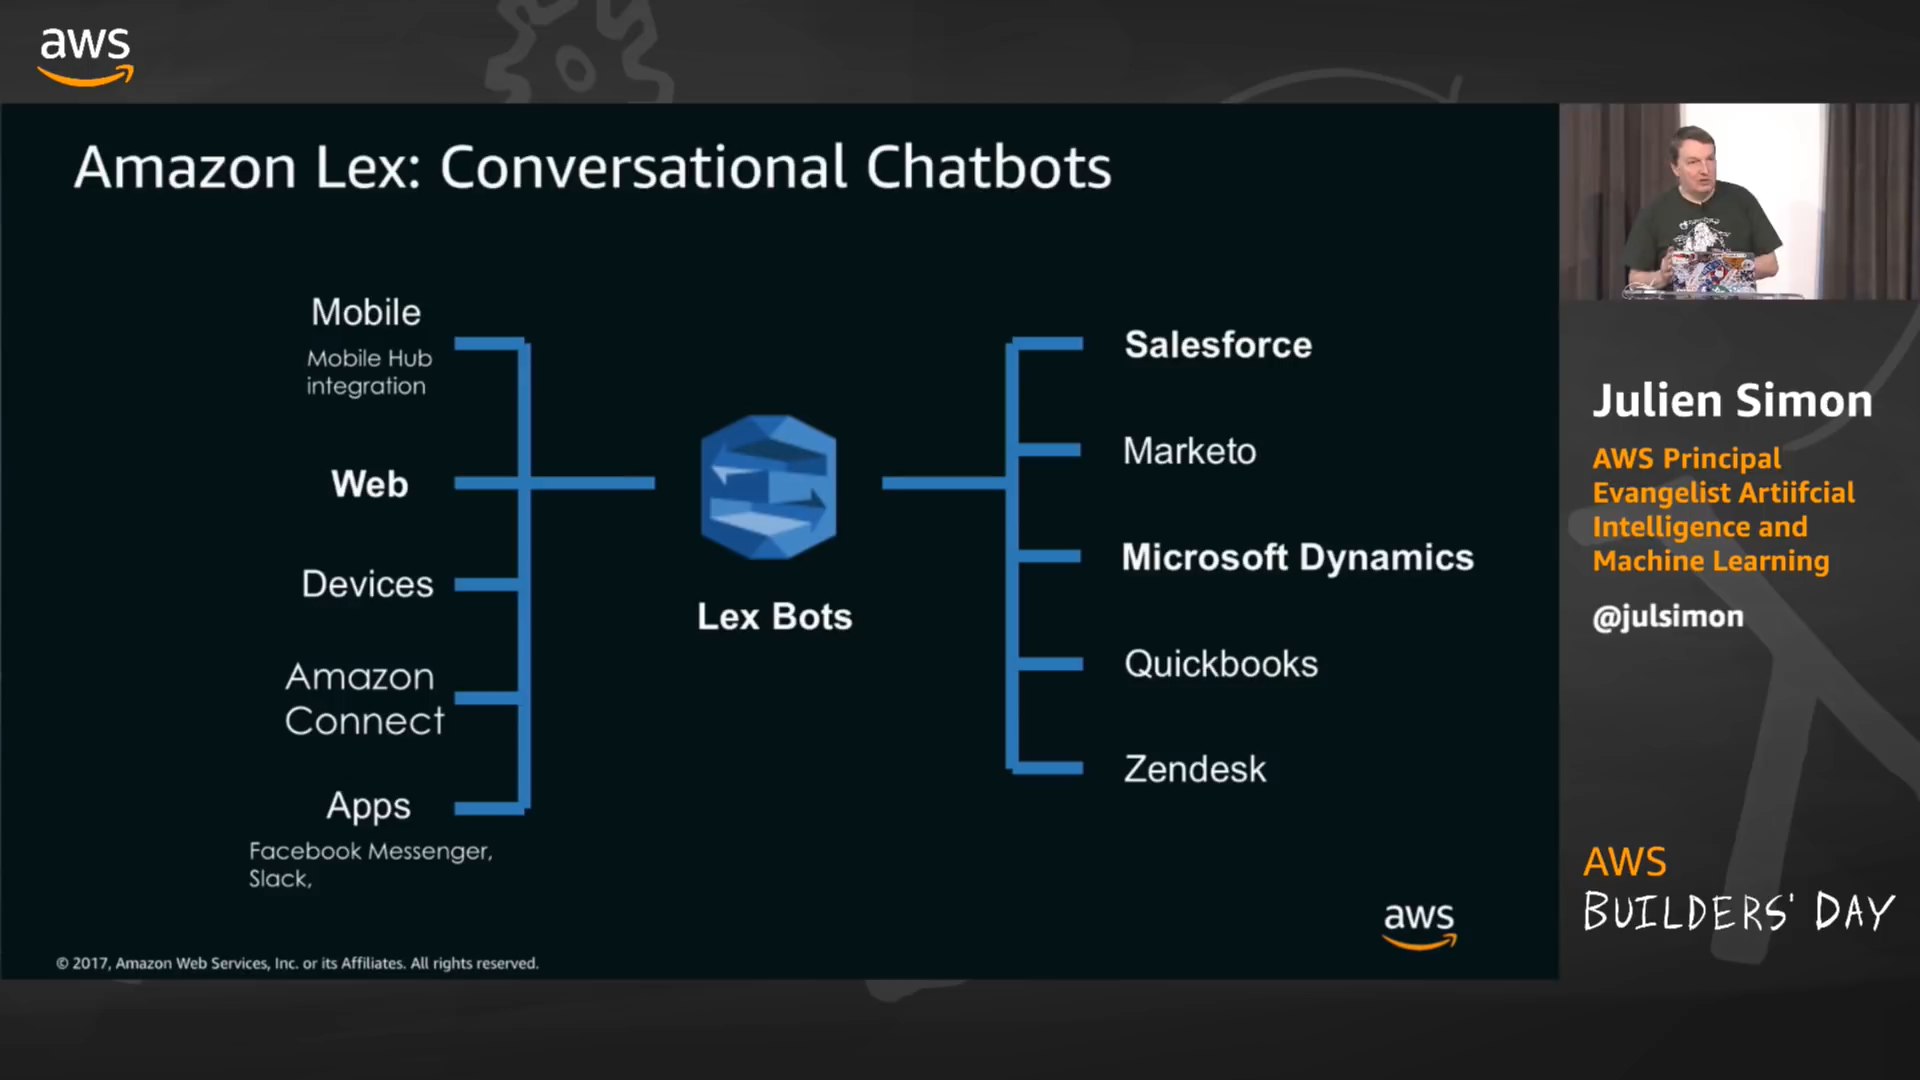 aws
Amazon Lex: Conversational Chatbots
Mobile
Mobile Hub
integration
Web
Devices
Amazon
Connect
Apps
Facebook Messenger,
Slack,
Lex Bots
Salesforce
Marketo
Microsoft Dynamics
Quickbooks
Zendesk
aws
© 2017, Amazon Web Services, Inc. or its Affiliates. All rights reserved.
Julien Simon
AWS Principal
Evangelist Artiifcial
Intelligence and
Machine Learning
@julsimon
AWS
BUILDERS' DAY